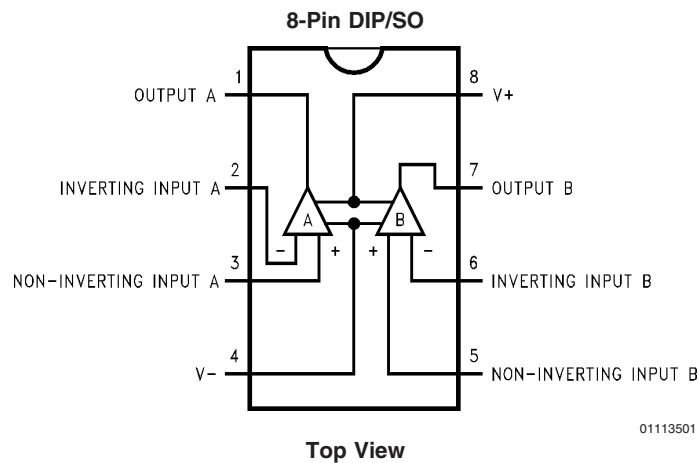 8-Pin DIP/SO
1
8
OUTPUT A
V+
2
7
INVERTING INPUT A
OUTPUT B
A
B
− + + −
3
6
NON-INVERTING INPUT A
INVERTING INPUT B
4
5
V−
NON-INVERTING INPUT B
01113501
Top View